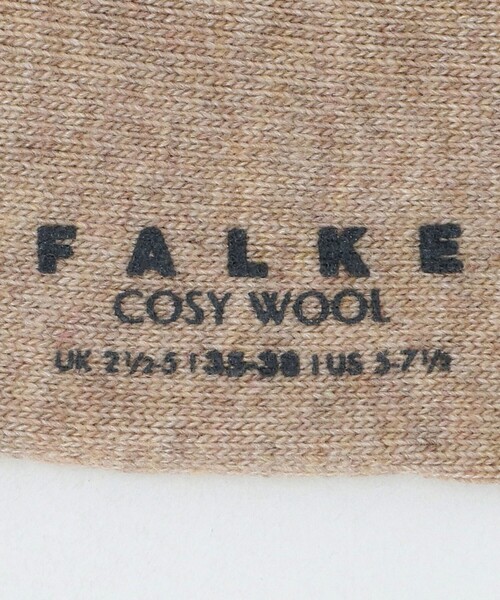 FALKE
COSY WOOL
UK 2½-5 | 35-38 | US 5-7½